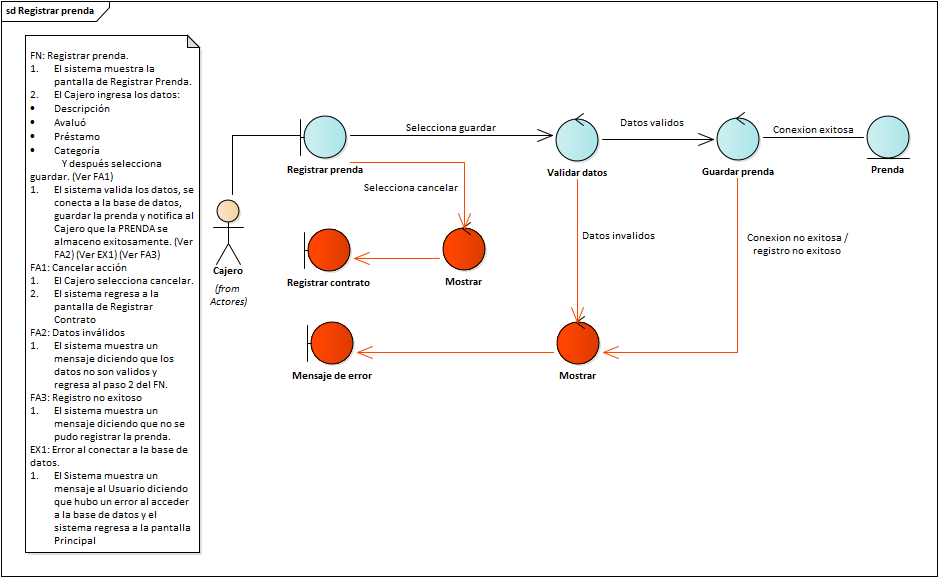 sd Registrar prenda
FN: Registrar prenda.
1. El sistema muestra la
pantalla de Registrar Prenda.
2. El Cajero ingresa los datos:
• Descripción
• Avaluó
• Préstamo
• Categoría
Y después selecciona
guardar. (Ver FA1)
1. El sistema valida los datos, se
conecta a la base de datos,
guardar la prenda y notifica al
Cajero que la PRENDA se
almaceno exitosamente. (Ver
FA2) (Ver EX1) (Ver FA3)
FA1: Cancelar acción
1. El Cajero selecciona cancelar.
2. El sistema regresa a la
pantalla de Registrar
Contrato
FA2: Datos inválidos
1. El sistema muestra un
mensaje diciendo que los
datos no son validos y
regresa al paso 2 del FN.
FA3: Registro no exitoso
1. El sistema muestra un
mensaje diciendo que no se
pudo registrar la prenda.
EX1: Error al conectar a la base de
datos.
1. El Sistema muestra un
mensaje al Usuario diciendo
que hubo un error al acceder
a la base de datos y el
sistema regresa a la pantalla
Principal
Cajero
(from
Actores)
Registrar prenda
Selecciona guardar
Validar datos
Datos validos
Guardar prenda
Conexion exitosa
Prenda
Selecciona cancelar
Registrar contrato
Mostrar
Datos invalidos
Conexion no exitosa /
registro no exitoso
Mensaje de error
Mostrar